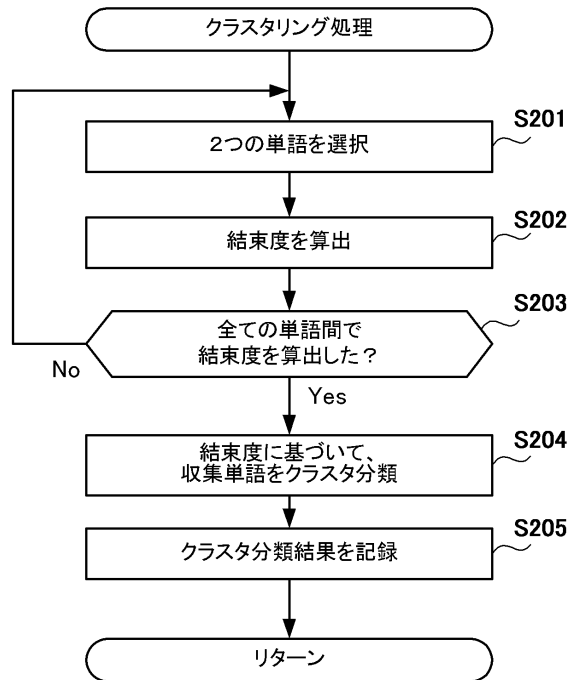 クラスタリング処理
S201
2つの単語を選択
S202
結束度を算出
S203
全ての単語間で
結束度を算出した？
No
Yes
S204
結束度に基づいて、
収集単語をクラスタ分類
S205
クラスタ分類結果を記録
リターン